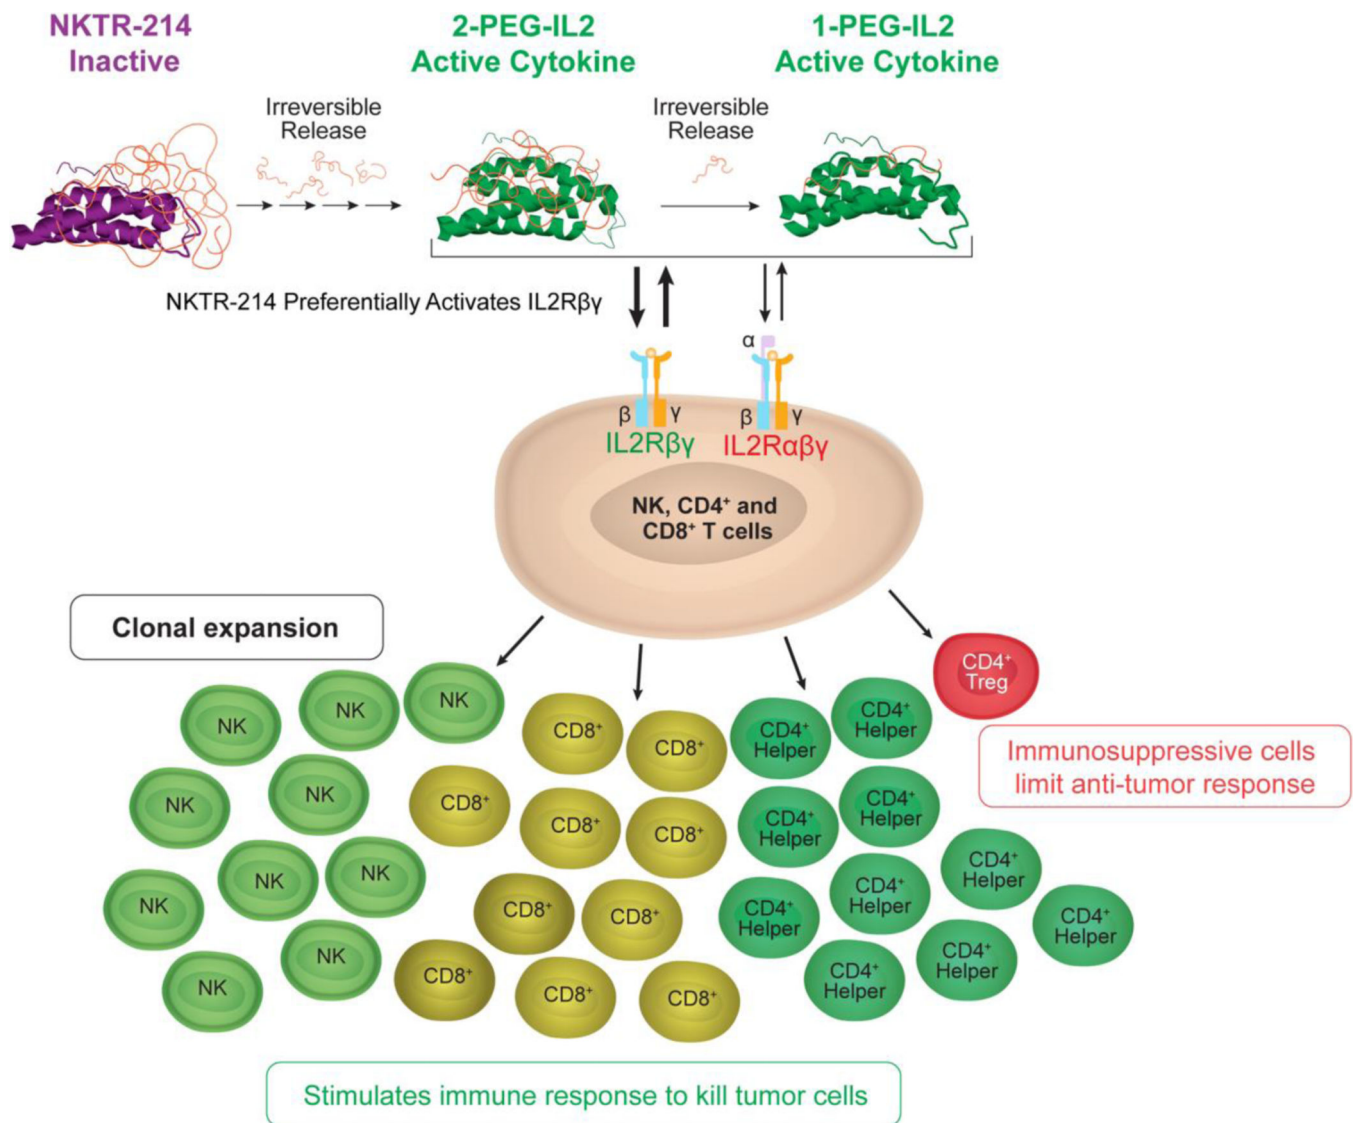 NKTR-214
Inactive
2-PEG-IL2
Active Cytokine
1-PEG-IL2
Active Cytokine
Irreversible
Release
Irreversible
Release
NKTR-214 Preferentially Activates IL2Rβγ
α
β
γ
β
γ
IL2Rβγ
IL2Rαβγ
NK, CD4⁺ and
CD8⁺ T cells
Clonal expansion
NK
NK
NK
NK
NK
NK
NK
NK
NK
NK
CD8⁺
CD8⁺
CD8⁺
CD8⁺
CD8⁺
CD8⁺
CD8⁺
CD8⁺
CD8⁺
CD8⁺
CD4⁺
Helper
CD4⁺
Helper
CD4⁺
Helper
CD4⁺
Helper
CD4⁺
Helper
CD4⁺
Helper
CD4⁺
Helper
CD4⁺
Helper
CD4⁺
Helper
CD4⁺
Helper
CD4⁺
Treg
Immunosuppressive cells
limit anti-tumor response
Stimulates immune response to kill tumor cells